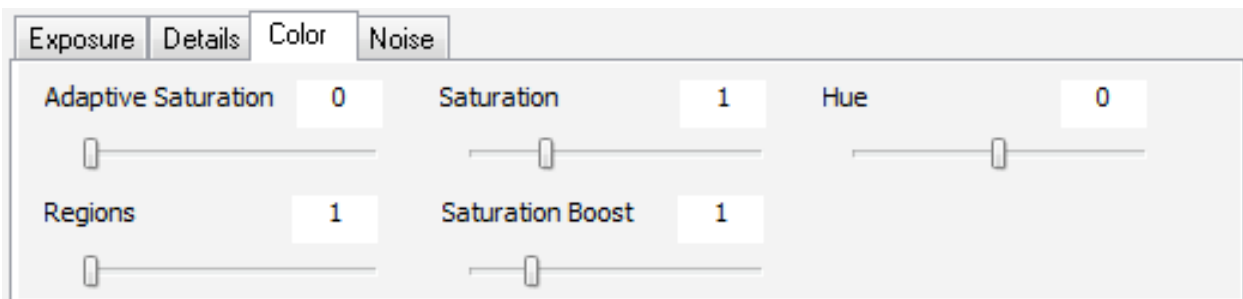 Exposure Details Color Noise
Adaptive Saturation 0 Saturation 1 Hue 0
Regions 1 Saturation Boost 1